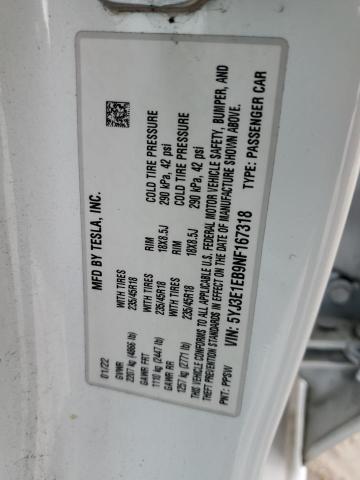 MFD BY TESLA, INC.
01/22
GVWR
2207 kg (4866 lb)
GAWR FRT WITH TIRES RIM COLD TIRE PRESSURE
1110 kg (2447 lb) 235/45R18 18X8.5J 290 kPa, 42 psi
GAWR RR WITH TIRES RIM COLD TIRE PRESSURE
1257 kg (2771 lb) 235/45R18 18X8.5J 290 kPa, 42 psi
THIS VEHICLE CONFORMS TO ALL APPLICABLE U.S. FEDERAL MOTOR VEHICLE SAFETY, BUMPER, AND
THEFT PREVENTION STANDARDS IN EFFECT ON THE DATE OF MANUFACTURE SHOWN ABOVE.
VIN: 5YJ3E1EB9NF167318 TYPE: PASSENGER CAR
PNT: PPSW